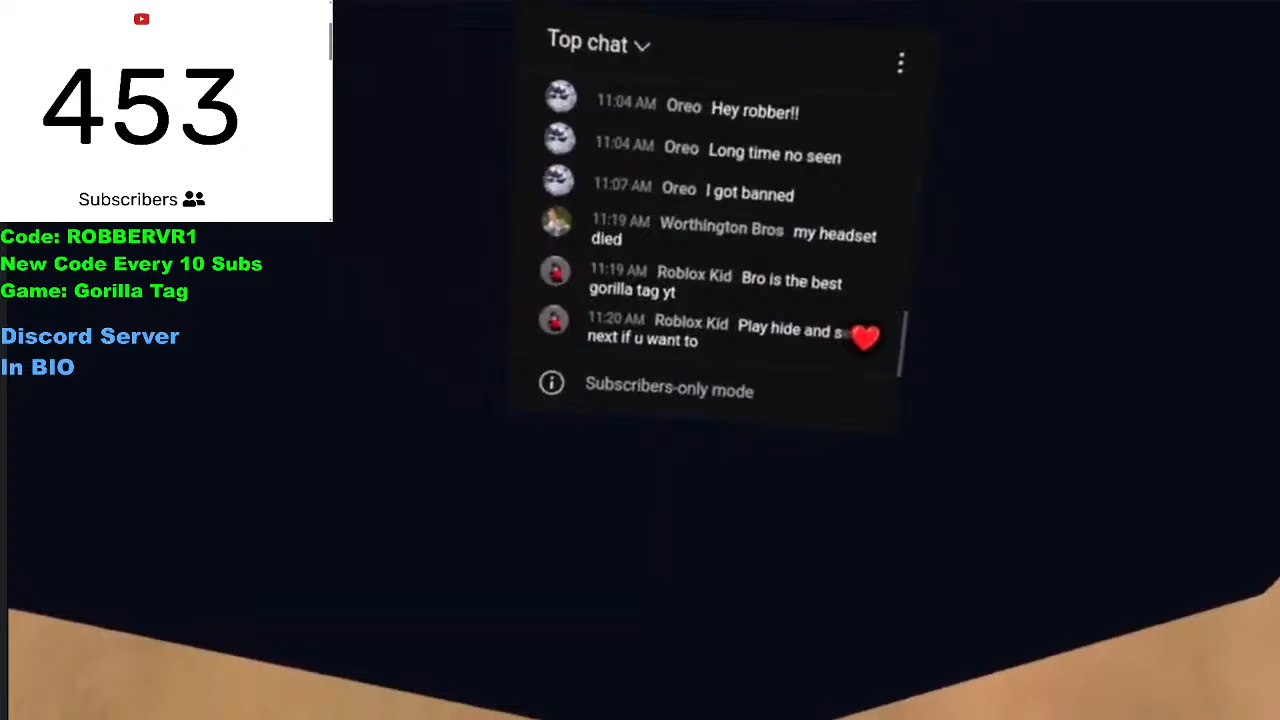 453
Subscribers
Code: ROBBERVR1
New Code Every 10 Subs
Game: Gorilla Tag
Discord Server
In BIO
Top chat
11:04 AM Oreo Hey robber!!
11:04 AM Oreo Long time no seen
11:07 AM Oreo I got banned
11:19 AM Worthington Bros my headset
died
11:19 AM Roblox Kid Bro is the best
gorilla tag yt
11:20 AM Roblox Kid Play hide and
next if u want to
Subscribers-only mode